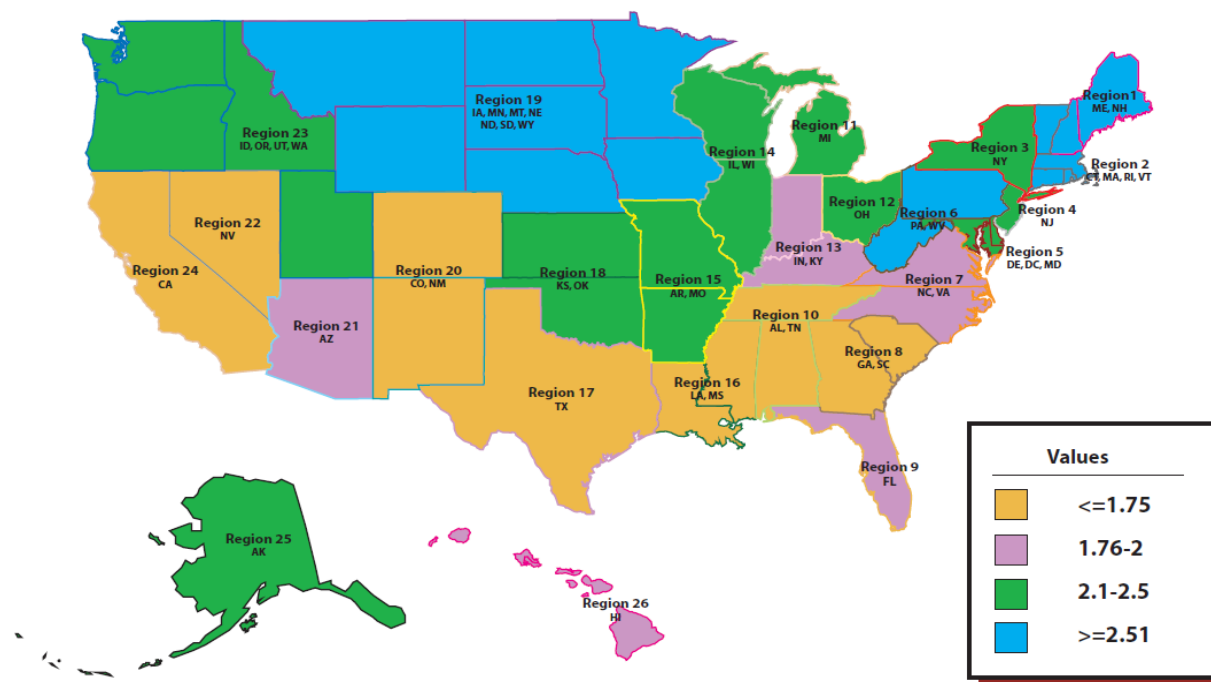 Region1
ME, NH
Region 19
IA, MN, MT, NE
ND, SD, WY
Region 23
ID, OR, UT, WA
Region 11
MI
Region 14
IL, WI
Region 3
NY
Region 2
CT, MA, RI, VT
Region 12
OH
Region 6
PA, WV
Region 4
NJ
Region 22
NV
Region 13
IN, KY
Region 5
DE, DC, MD
Region 24
CA
Region 20
CO, NM
Region 18
KS, OK
Region 15
AR, MO
Region 7
NC, VA
Region 21
AZ
Region 10
AL, TN
Region 8
GA, SC
Region 17
TX
Region 16
LA, MS
Region 9
FL
Region 25
AK
Region 26
HI
Values
<=1.75
1.76-2
2.1-2.5
>=2.51